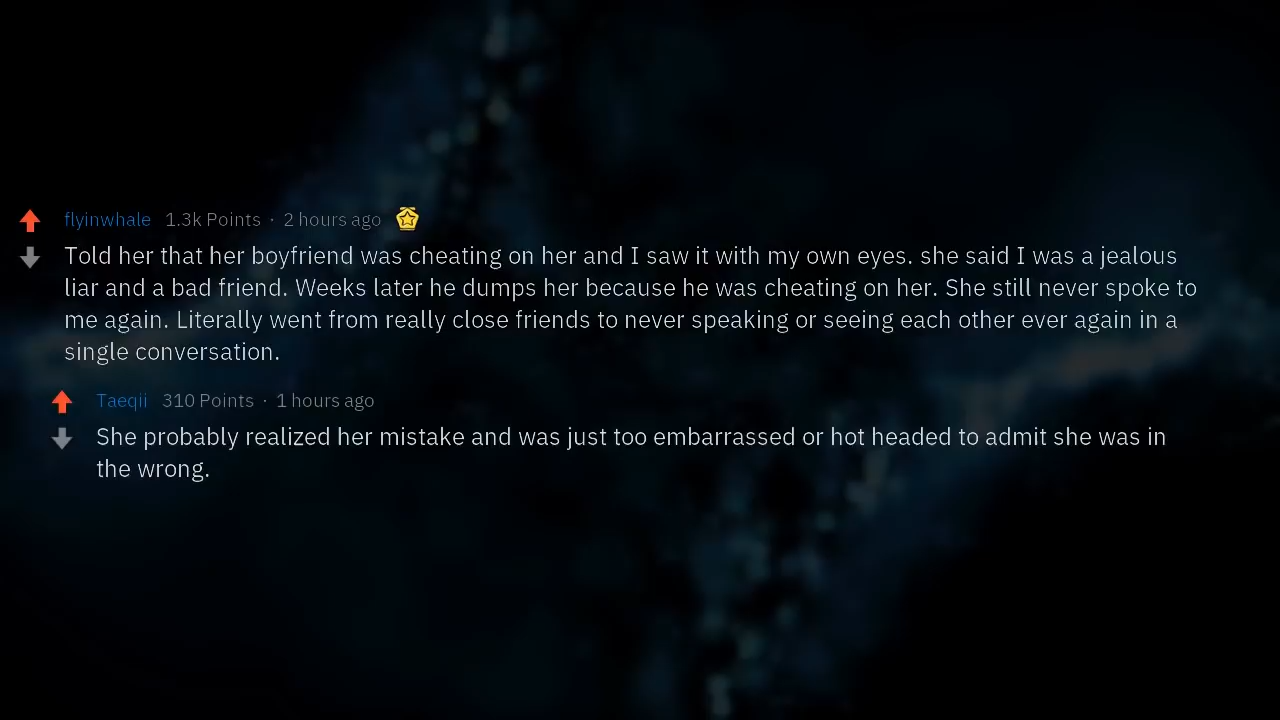 flyinwhale 1.3k Points · 2 hours ago
Told her that her boyfriend was cheating on her and I saw it with my own eyes. she said I was a jealous
liar and a bad friend. Weeks later he dumps her because he was cheating on her. She still never spoke to
me again. Literally went from really close friends to never speaking or seeing each other ever again in a
single conversation.
Taeqii 310 Points · 1 hours ago
She probably realized her mistake and was just too embarrassed or hot headed to admit she was in
the wrong.